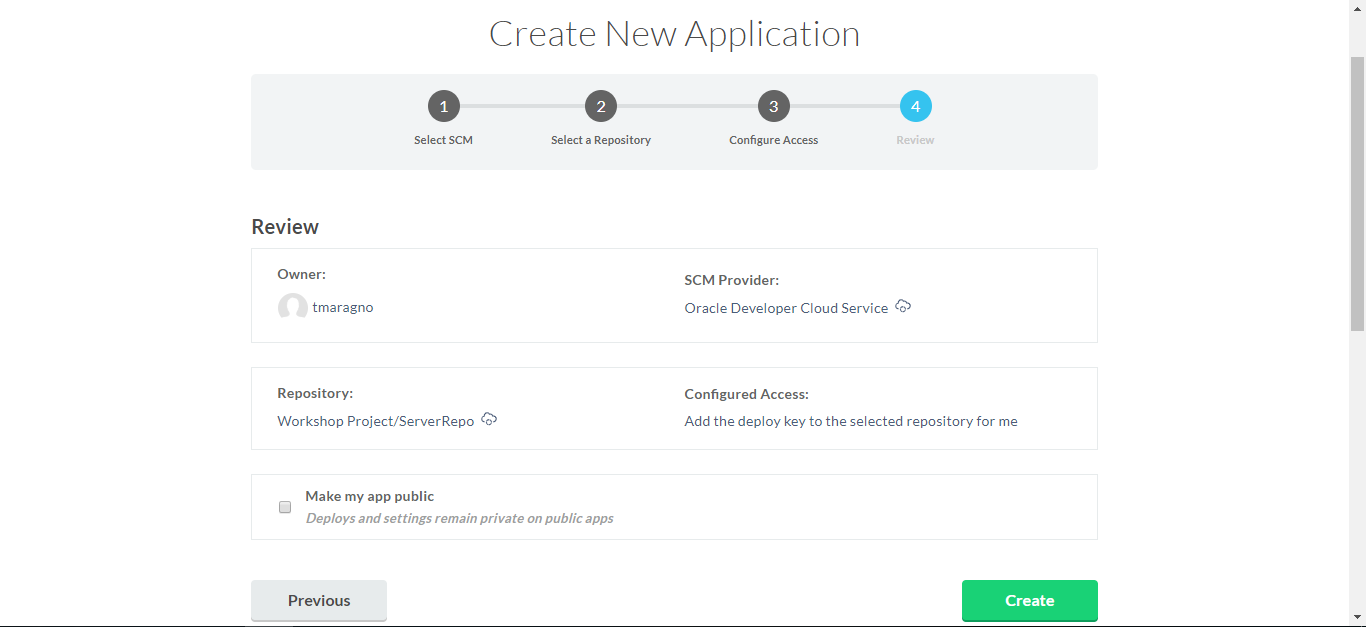 Create New Application
1
2
3
4
Select SCM
Select a Repository
Configure Access
Review
Review
Owner:
tmaragno
SCM Provider:
Oracle Developer Cloud Service
Repository:
Workshop Project/ServerRepo
Configured Access:
Add the deploy key to the selected repository for me
Make my app public
Deploys and settings remain private on public apps
Previous
Create